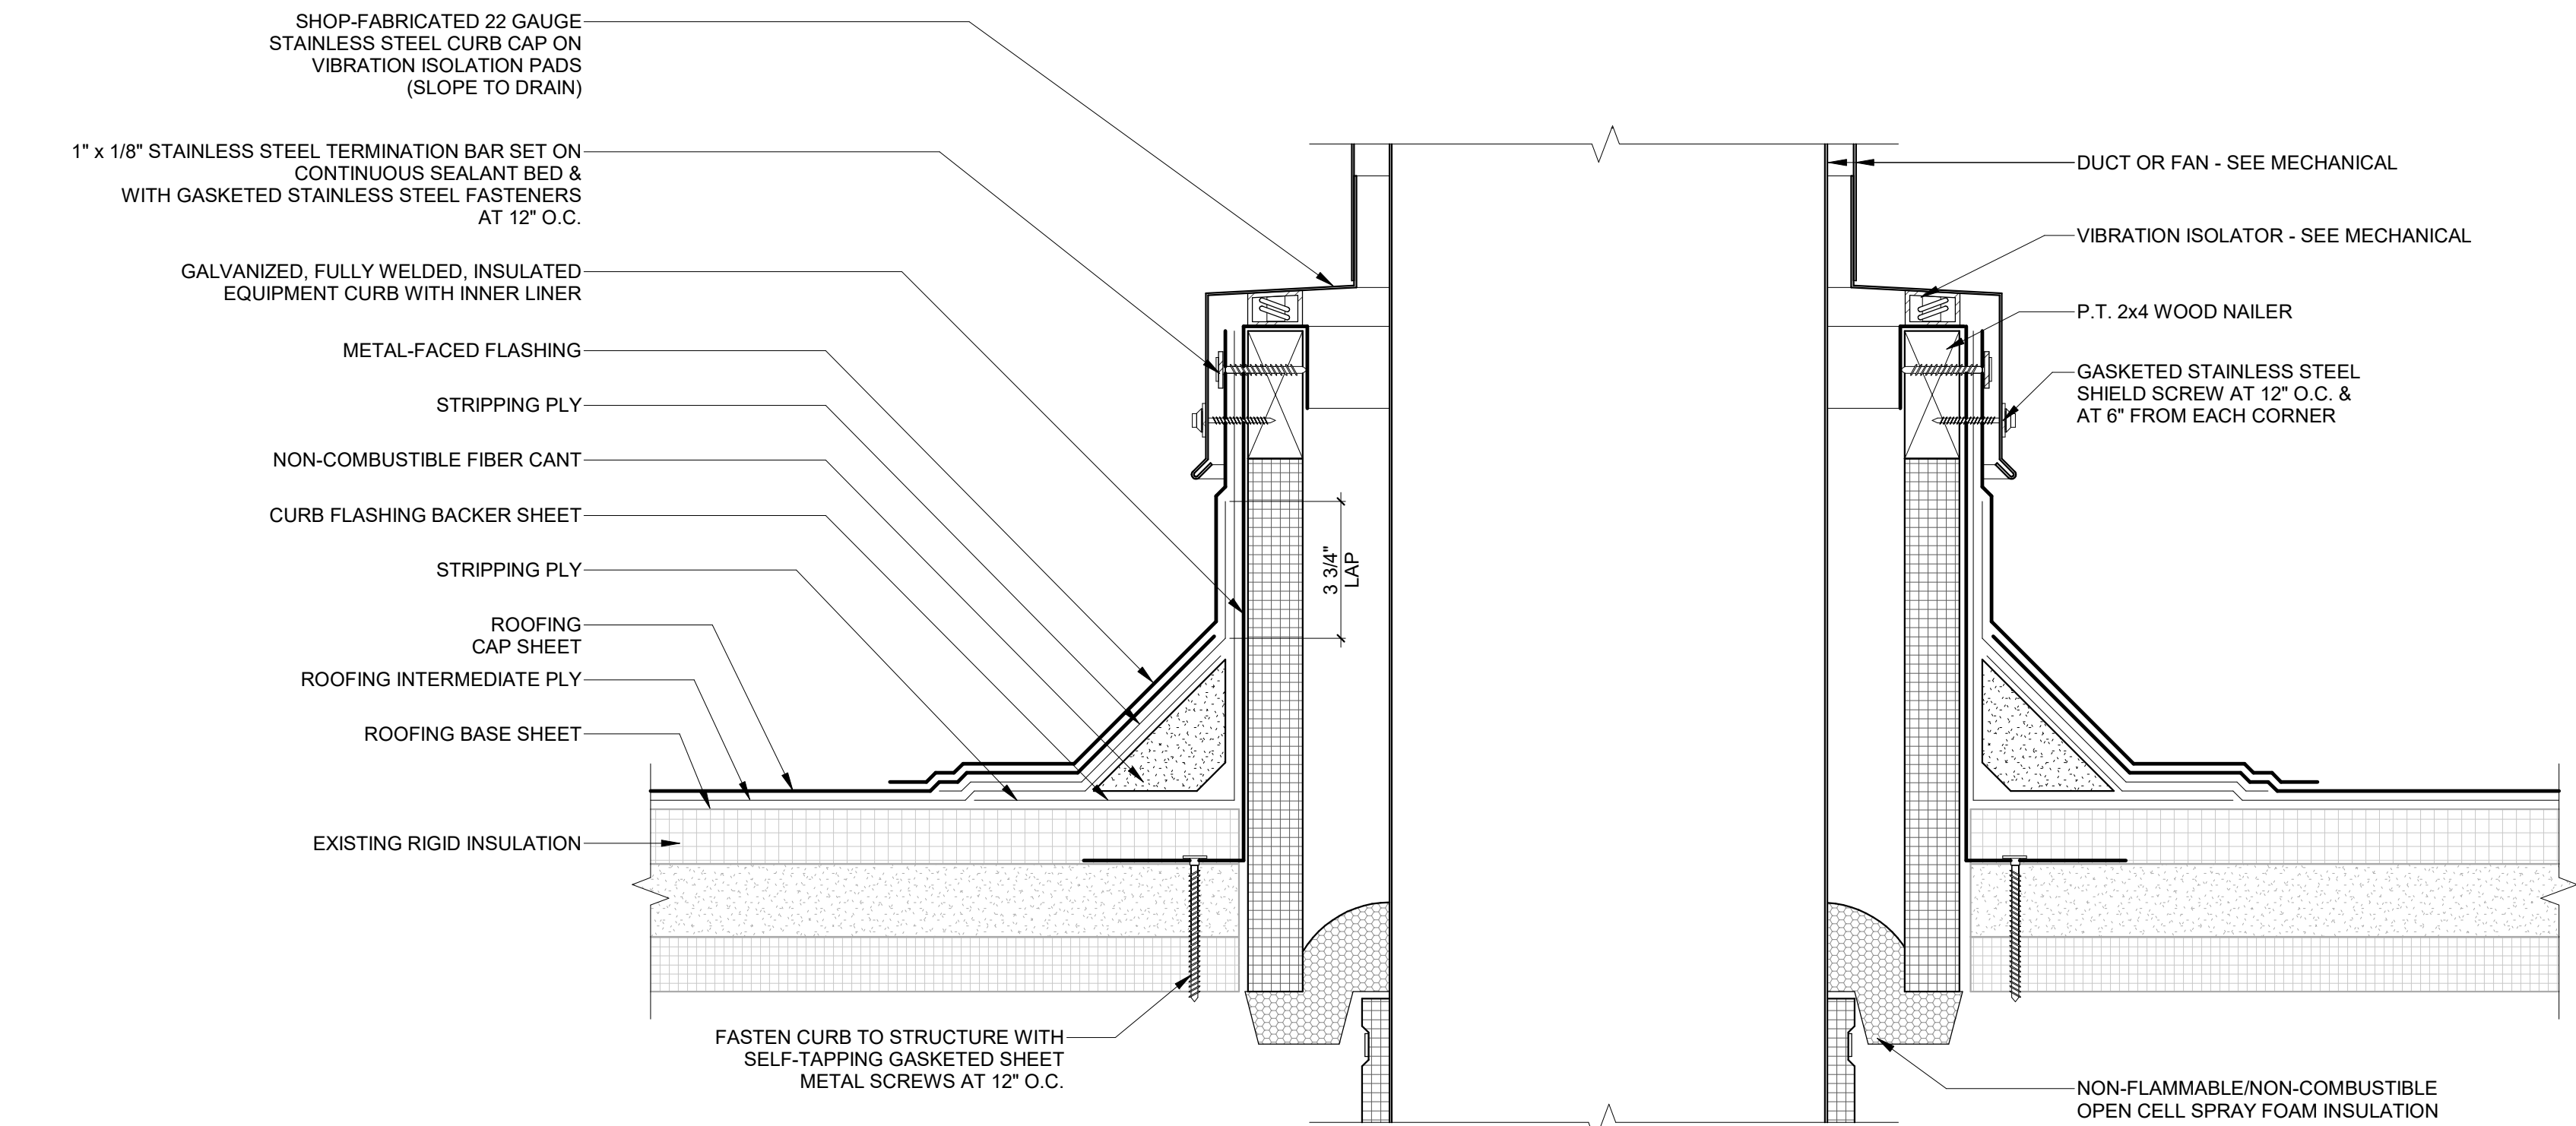 SHOP-FABRICATED 22 GAUGE
STAINLESS STEEL CURB CAP ON
VIBRATION ISOLATION PADS
(SLOPE TO DRAIN)
1" x 1/8" STAINLESS STEEL TERMINATION BAR SET ON
CONTINUOUS SEALANT BED &
WITH GASKETED STAINLESS STEEL FASTENERS
AT 12" O.C.
GALVANIZED, FULLY WELDED, INSULATED
EQUIPMENT CURB WITH INNER LINER
METAL-FACED FLASHING
STRIPPING PLY
NON-COMBUSTIBLE FIBER CANT
CURB FLASHING BACKER SHEET
STRIPPING PLY
ROOFING
CAP SHEET
ROOFING INTERMEDIATE PLY
ROOFING BASE SHEET
EXISTING RIGID INSULATION
FASTEN CURB TO STRUCTURE WITH
SELF-TAPPING GASKETED SHEET
METAL SCREWS AT 12" O.C.
3 3/4"
LAP
DUCT OR FAN - SEE MECHANICAL
VIBRATION ISOLATOR - SEE MECHANICAL
P.T. 2x4 WOOD NAILER
GASKETED STAINLESS STEEL
SHIELD SCREW AT 12" O.C. &
AT 6" FROM EACH CORNER
NON-FLAMMABLE/NON-COMBUSTIBLE
OPEN CELL SPRAY FOAM INSULATION